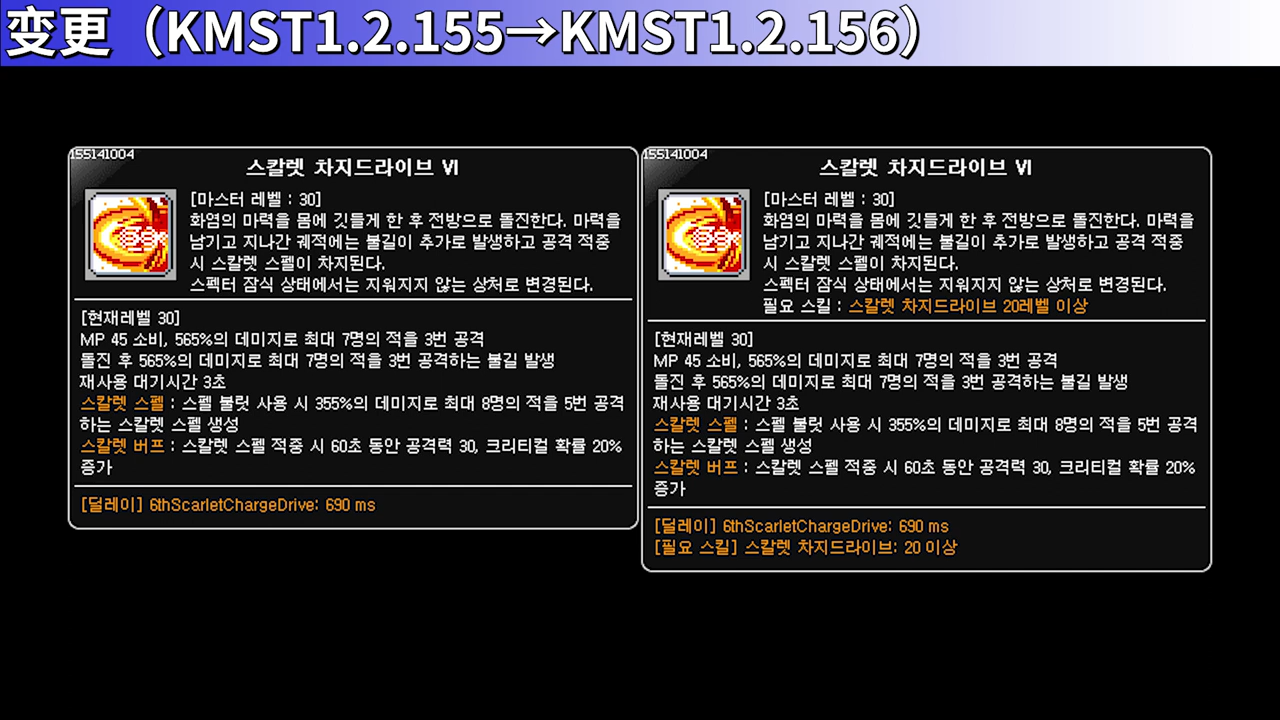 变更（KMST1.2.155→KMST1.2.156）
155141004
스칼렛 차지드라이브 VI
[마스터 레벨 : 30]
화염의 마력을 몸에 깃들게 한 후 전방으로 돌진한다. 마력을
남기고 지나간 궤적에는 불길이 추가로 발생하고 공격 적중
시 스칼렛 스펠이 차지된다.
스펙터 잠식 상태에서는 지워지지 않는 상처로 변경된다.
[현재레벨 30]
MP 45 소비, 565%의 데미지로 최대 7명의 적을 3번 공격
돌진 후 565%의 데미지로 최대 7명의 적을 3번 공격하는 불길 발생
재사용 대기시간 3초
스칼렛 스펠 : 스펠 불릿 사용 시 355%의 데미지로 최대 8명의 적을 5번 공격
하는 스칼렛 스펠 생성
스칼렛 버프 : 스칼렛 스펠 적중 시 60초 동안 공격력 30, 크리티컬 확률 20%
증가
[딜레이] 6thScarletChargeDrive: 690 ms
155141004
스칼렛 차지드라이브 VI
[마스터 레벨 : 30]
화염의 마력을 몸에 깃들게 한 후 전방으로 돌진한다. 마력을
남기고 지나간 궤적에는 불길이 추가로 발생하고 공격 적중
시 스칼렛 스펠이 차지된다.
스펙터 잠식 상태에서는 지워지지 않는 상처로 변경된다.
필요 스킬 : 스칼렛 차지드라이브 20레벨 이상
[현재레벨 30]
MP 45 소비, 565%의 데미지로 최대 7명의 적을 3번 공격
돌진 후 565%의 데미지로 최대 7명의 적을 3번 공격하는 불길 발생
재사용 대기시간 3초
스칼렛 스펠 : 스펠 불릿 사용 시 355%의 데미지로 최대 8명의 적을 5번 공격
하는 스칼렛 스펠 생성
스칼렛 버프 : 스칼렛 스펠 적중 시 60초 동안 공격력 30, 크리티컬 확률 20%
증가
[딜레이] 6thScarletChargeDrive: 690 ms
[필요 스킬] 스칼렛 차지드라이브: 20 이상